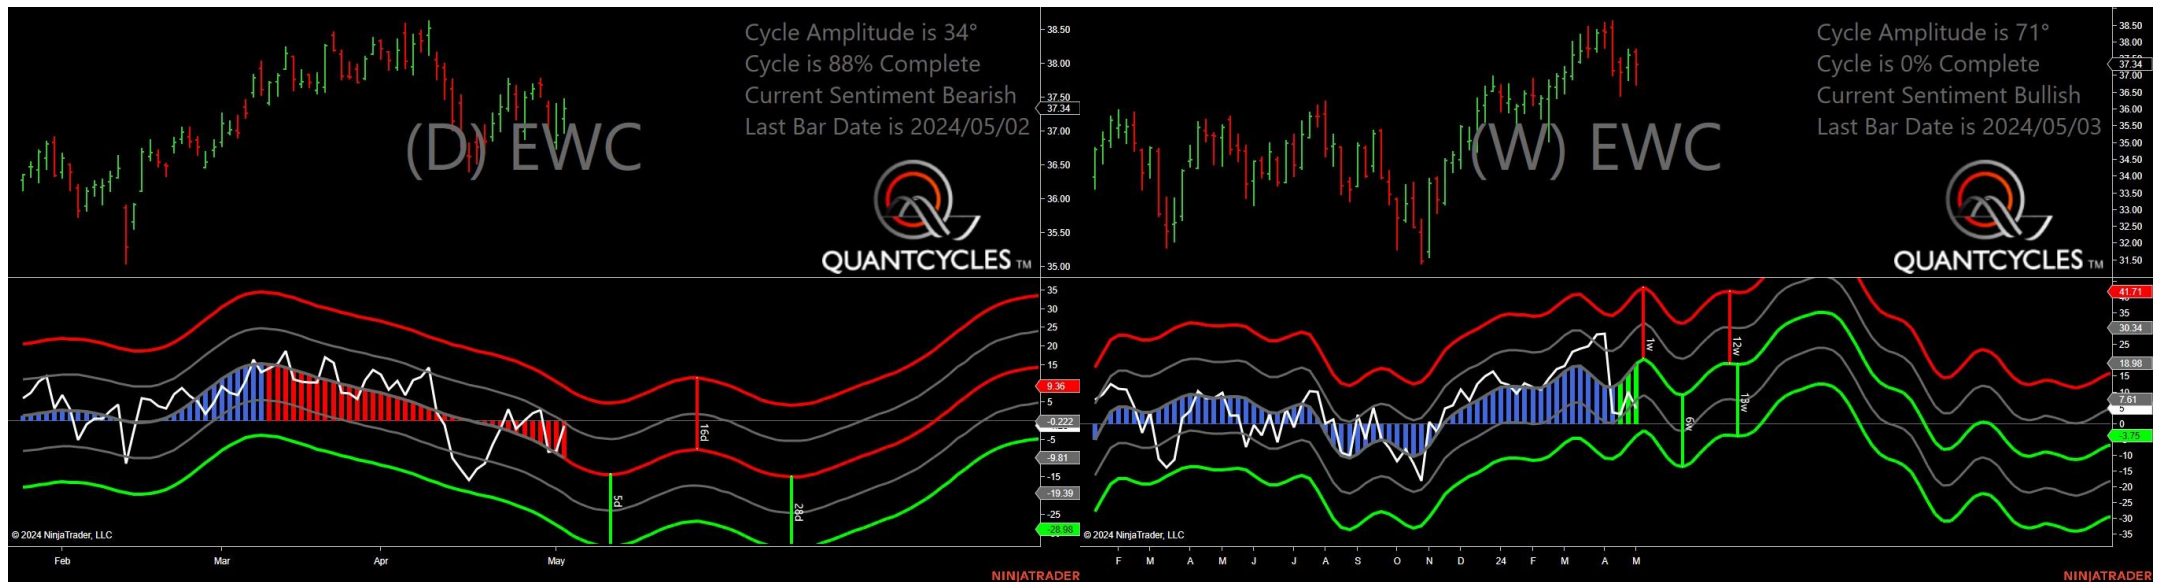 Cycle Amplitude is 34°
Cycle is 88% Complete
Current Sentiment Bearish
Last Bar Date is 2024/05/02
(D) EWC
QUANTCYCLES TM
38.50
38.00
37.50
37.34
37.00
36.50
36.00
35.50
35.00
35
30
25
20
15
9.36
-0.222
-5
-9.81
-15
-19.39
-25
-28.98
16d
5d
28d
© 2024 NinjaTrader, LLC
Feb
Mar
Apr
May
NINJATRADER
Cycle Amplitude is 71°
Cycle is 0% Complete
Current Sentiment Bullish
Last Bar Date is 2024/05/03
(W) EWC
QUANTCYCLES TM
38.50
38.00
37.34
37.00
36.50
36.00
35.50
35.00
34.50
34.00
33.50
33.00
32.50
32.00
31.50
41.71
35
30.34
25
18.98
15
7.61
5
0
-3.75
-10
-15
-20
-25
-30
-35
1w
12w
6w
13w
© 2024 NinjaTrader, LLC
F M A M J J A S O N D 24 F M A M
NINJATRADER